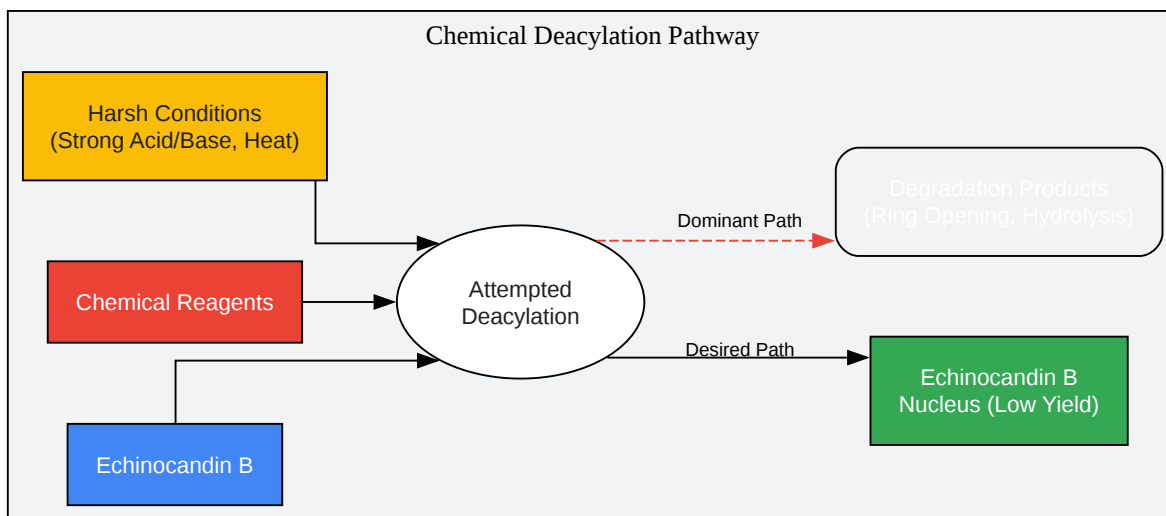 Chemical Deacylation Pathway
Harsh Conditions
(Strong Acid/Base, Heat)
Degradation Products
(Ring Opening, Hydrolysis)
Dominant Path
Chemical Reagents
Attempted
Deacylation
Desired Path
Echinocandin B
Nucleus (Low Yield)
Echinocandin B